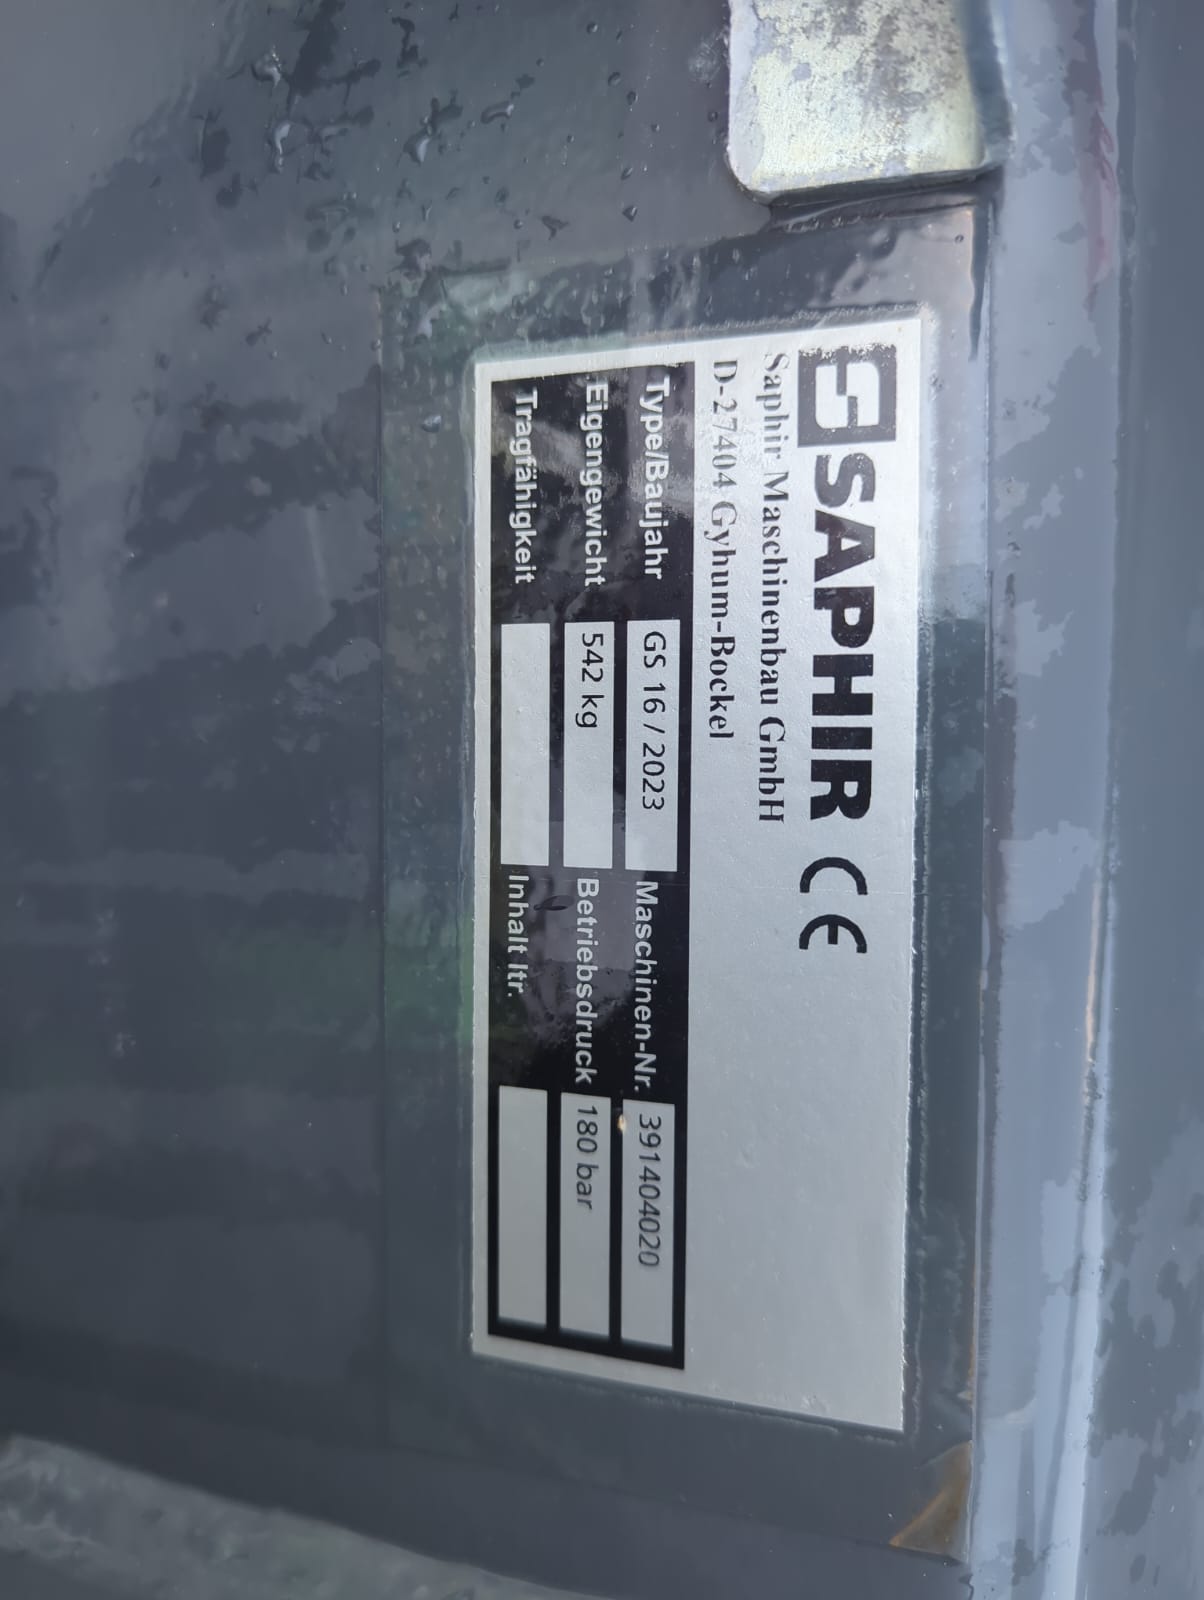 SAPHIR CE
Saphir Maschinenbau GmbH
D-27404 Gyhum-Bockel
Type/Baujahr GS 16 / 2023 Maschinen-Nr. 391404020
Eigengewicht 542 kg Betriebsdruck 180 bar
Tragfähigkeit Inhalt ltr.